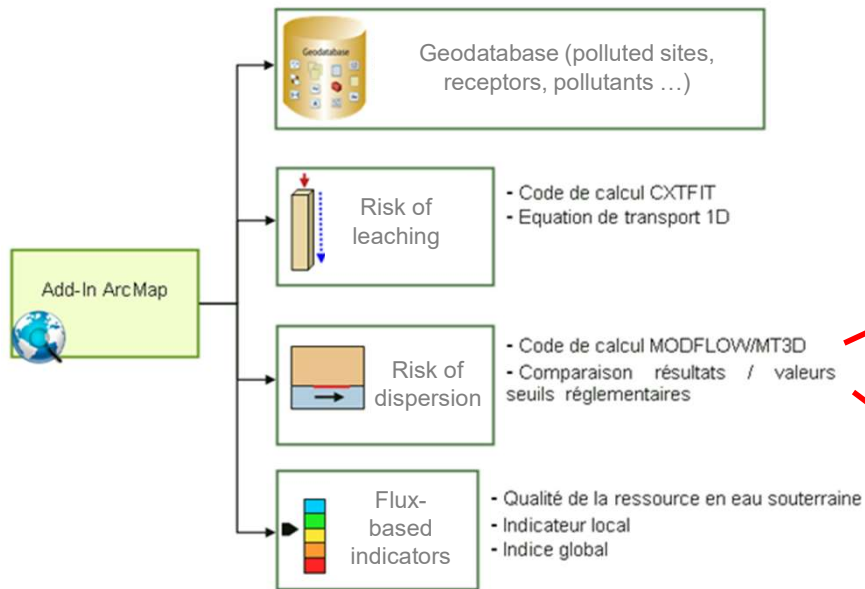 Geodatabase
Geodatabase (polluted sites,
receptors, pollutants ...)
Risk of
leaching
- Code de calcul CXTFIT
- Equation de transport 1D
Add-In ArcMap
Risk of
dispersion
- Code de calcul MODFLOW/MT3D
- Comparaison résultats / valeurs
seuils réglementaires
Flux-
based
indicators
- Qualité de la ressource en eau souterraine
- Indicateur local
- Indice global